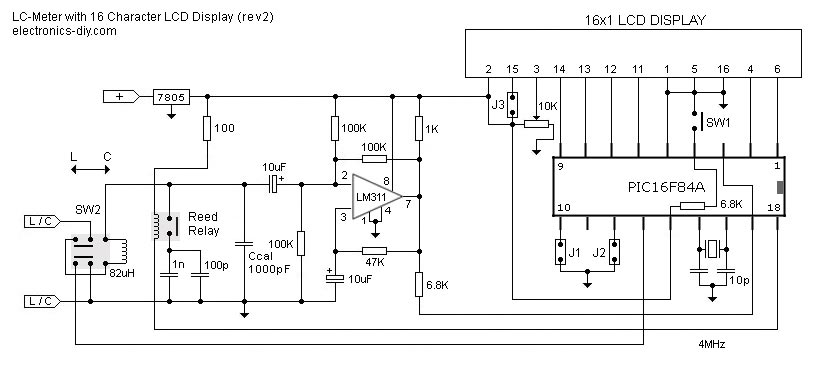 LC-Meter with 16 Character LCD Display (rev2)
electronics-diy.com
16x1 LCD DISPLAY
2 15 3 14 13 12 11 1 5 16 4 6
+
7805
J3
10K
SW1
100
100K
1K
100K
L C
10uF
+
2
8
LM311
7
3
1
4
9
1
PIC16F84A
10
6.8K
18
L / C
SW2
Reed
Relay
82uH
1n
100p
Ccal
1000pF
100K
47K
+
10uF
6.8K
J1
J2
10p
L / C
4MHz